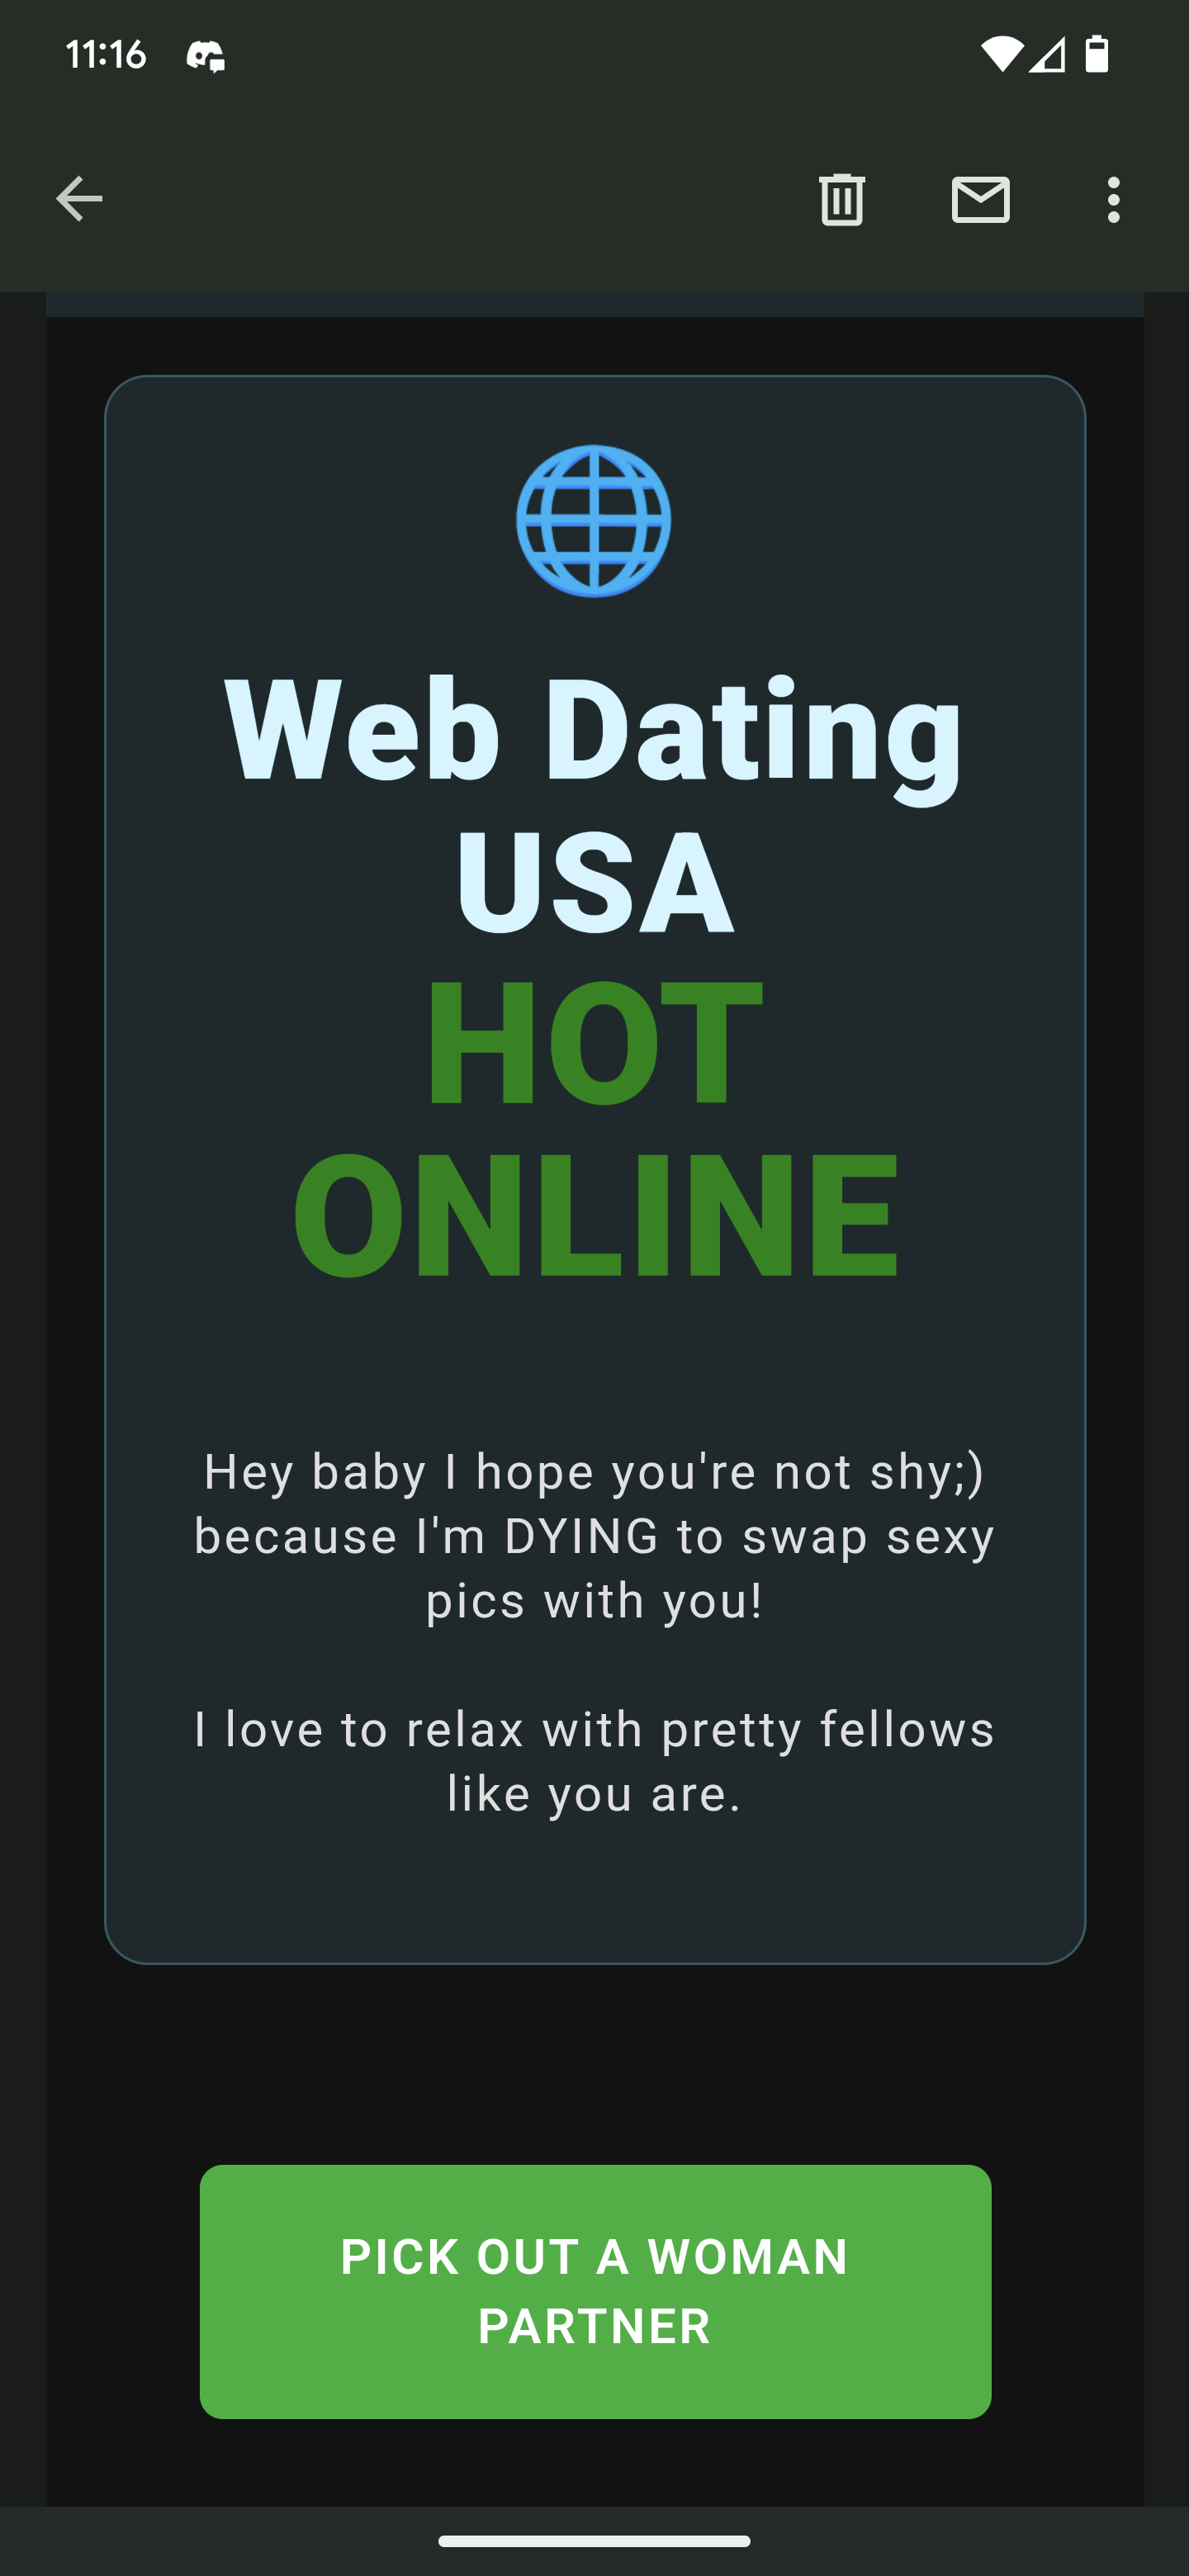 11:16
Web Dating
USA
HOT
ONLINE
Hey baby I hope you're not shy;)
because I'm DYING to swap sexy
pics with you!
I love to relax with pretty fellows
like you are.
PICK OUT A WOMAN
PARTNER